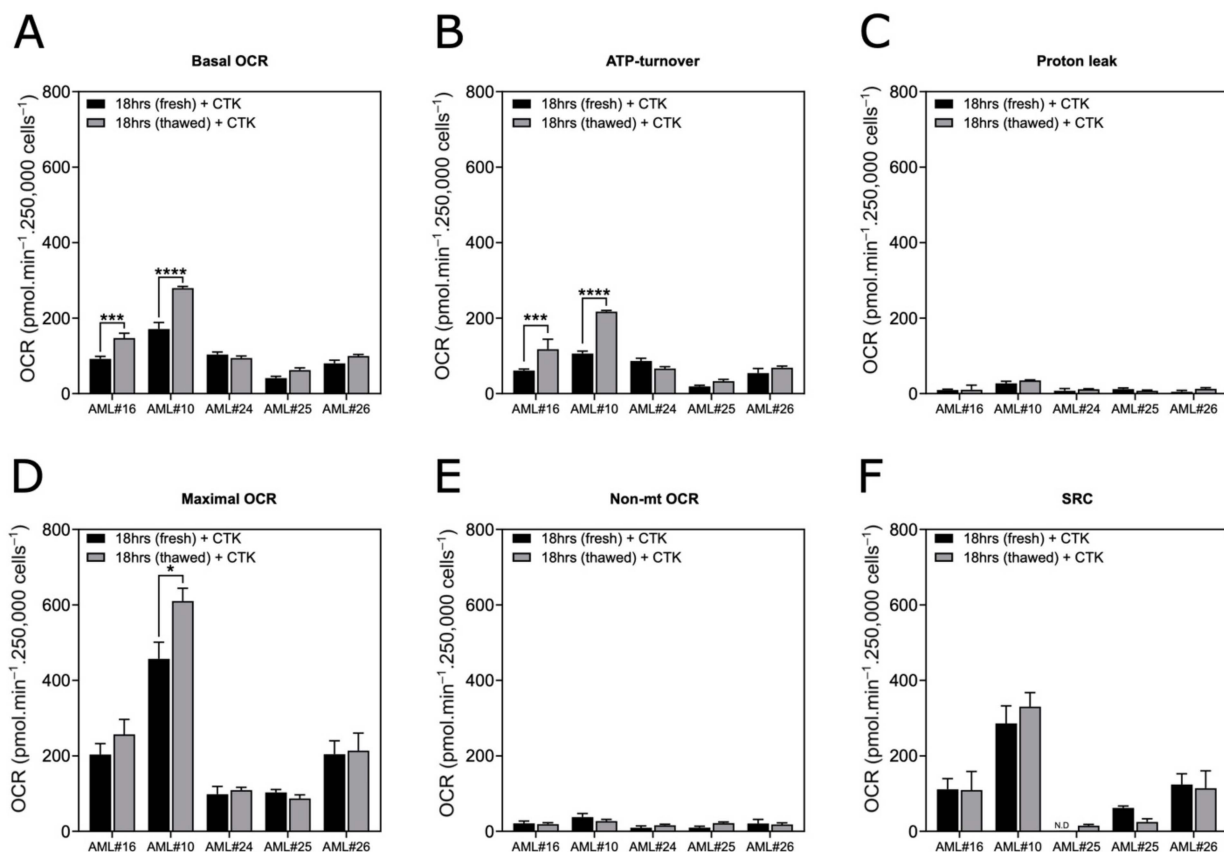 A
Basal OCR
OCR (pmol.min⁻¹.250,000 cells⁻¹)
800
600
400
200
0
18hrs (fresh) + CTK
18hrs (thawed) + CTK
***
****
AML#16 AML#10 AML#24 AML#25 AML#26
B
ATP-turnover
OCR (pmol.min⁻¹.250,000 cells⁻¹)
800
600
400
200
0
18hrs (fresh) + CTK
18hrs (thawed) + CTK
***
****
AML#16 AML#10 AML#24 AML#25 AML#26
C
Proton leak
OCR (pmol.min⁻¹.250,000 cells⁻¹)
800
600
400
200
0
18hrs (fresh) + CTK
18hrs (thawed) + CTK
AML#16 AML#10 AML#24 AML#25 AML#26
D
Maximal OCR
OCR (pmol.min⁻¹.250,000 cells⁻¹)
800
600
400
200
0
18hrs (fresh) + CTK
18hrs (thawed) + CTK
*
AML#16 AML#10 AML#24 AML#25 AML#26
E
Non-mt OCR
OCR (pmol.min⁻¹.250,000 cells⁻¹)
800
600
400
200
0
18hrs (fresh) + CTK
18hrs (thawed) + CTK
AML#16 AML#10 AML#24 AML#25 AML#26
F
SRC
OCR (pmol.min⁻¹.250,000 cells⁻¹)
800
600
400
200
0
18hrs (fresh) + CTK
18hrs (thawed) + CTK
N.D
AML#16 AML#10 AML#24 AML#25 AML#26